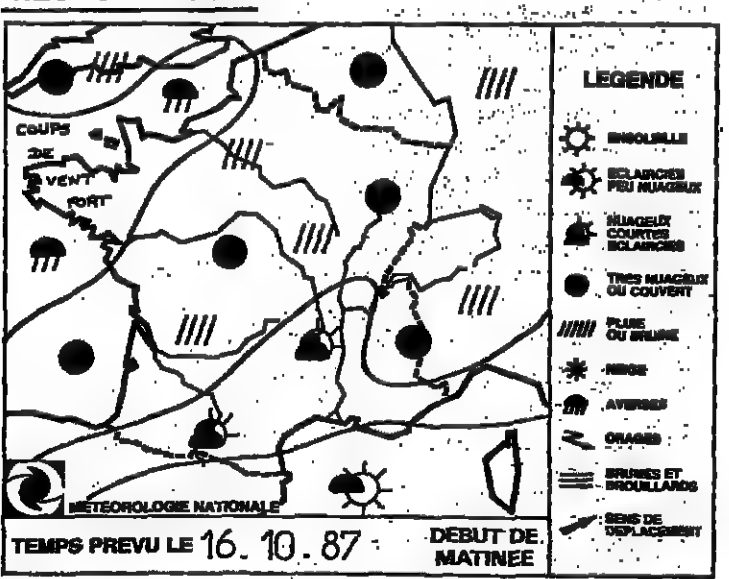 COUPS
DE
VENT
FORT
METEOROLOGIE NATIONALE
TEMPS PREVU LE 16. 10. 87
DEBUT DE
MATINEE
LEGENDE
ENSOLEILLE
ECLAIRCIES
PEU NUAGEUX
NUAGEUX
COURTES
ECLAIRCIES
TRES NUAGEUX
OU COUVERT
PLUIE
OU BRUINE
NEIGE
AVERSES
ORAGES
BRUMES ET
BROUILLARDS
SENS DE
DEPLACEMENT